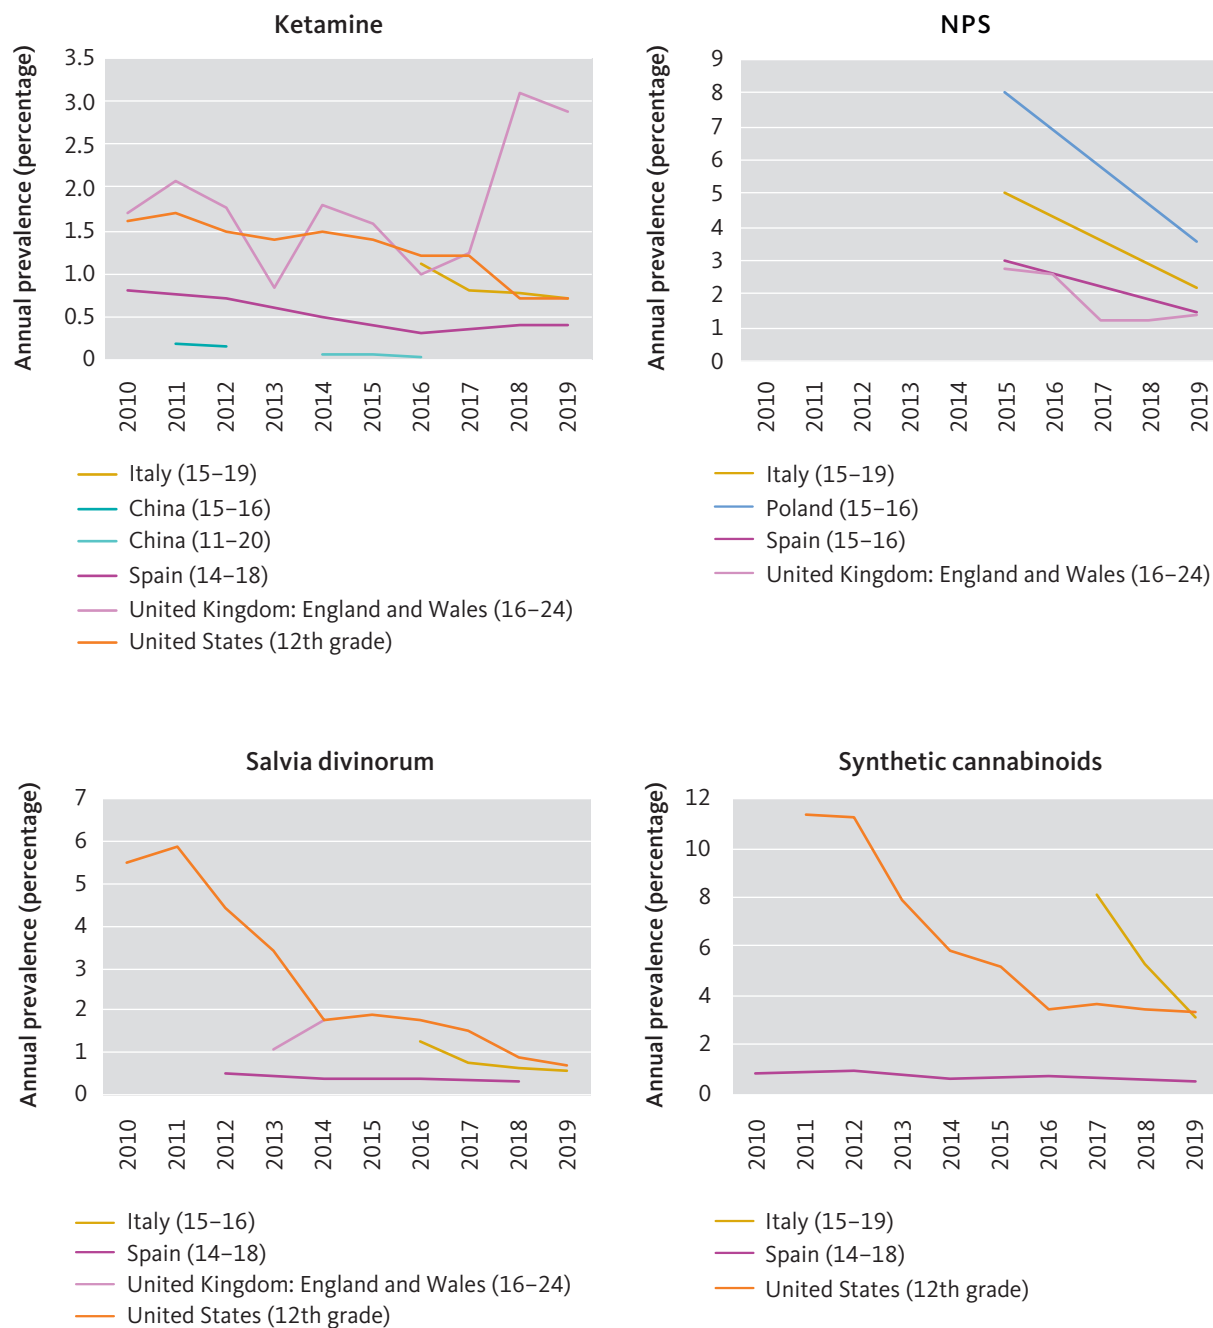 Ketamine
Annual prevalence (percentage)
3.5
3.0
2.5
2.0
1.5
1.0
0.5
0
2010
2011
2012
2013
2014
2015
2016
2017
2018
2019
Italy (15–19)
China (15–16)
China (11–20)
Spain (14–18)
United Kingdom: England and Wales (16–24)
United States (12th grade)
NPS
Annual prevalence (percentage)
9
8
7
6
5
4
3
2
1
0
2010
2011
2012
2013
2014
2015
2016
2017
2018
2019
Italy (15–19)
Poland (15–16)
Spain (15–16)
United Kingdom: England and Wales (16–24)
Salvia divinorum
Annual prevalence (percentage)
7
6
5
4
3
2
1
0
2010
2011
2012
2013
2014
2015
2016
2017
2018
2019
Italy (15–16)
Spain (14–18)
United Kingdom: England and Wales (16–24)
United States (12th grade)
Synthetic cannabinoids
Annual prevalence (percentage)
12
10
8
6
4
2
0
2010
2011
2012
2013
2014
2015
2016
2017
2018
2019
Italy (15–19)
Spain (14–18)
United States (12th grade)